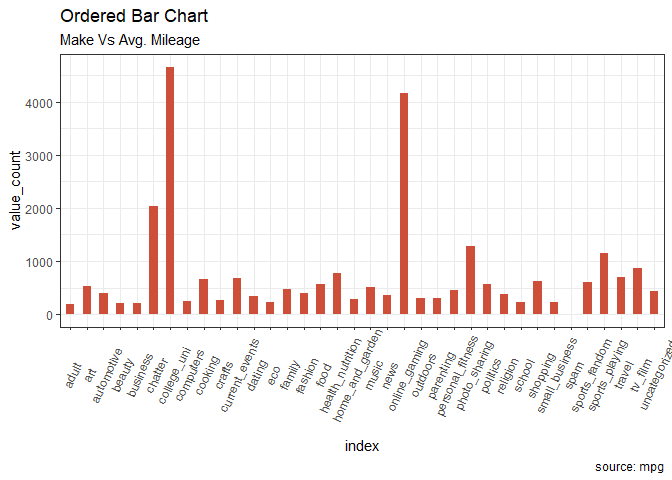 Ordered Bar Chart
Make Vs Avg. Mileage
value_count
4000
3000
2000
1000
0
adult
art
automotive
beauty
business
chatter
college_uni
computers
cooking
crafts
current_events
dating
eco
family
fashion
food
health_nutrition
home_and_garden
music
news
online_gaming
outdoors
parenting
personal_fitness
photo_sharing
politics
religion
school
shopping
small_business
spam
sports_fandom
sports_playing
travel
tv_film
uncategorized
index
source: mpg